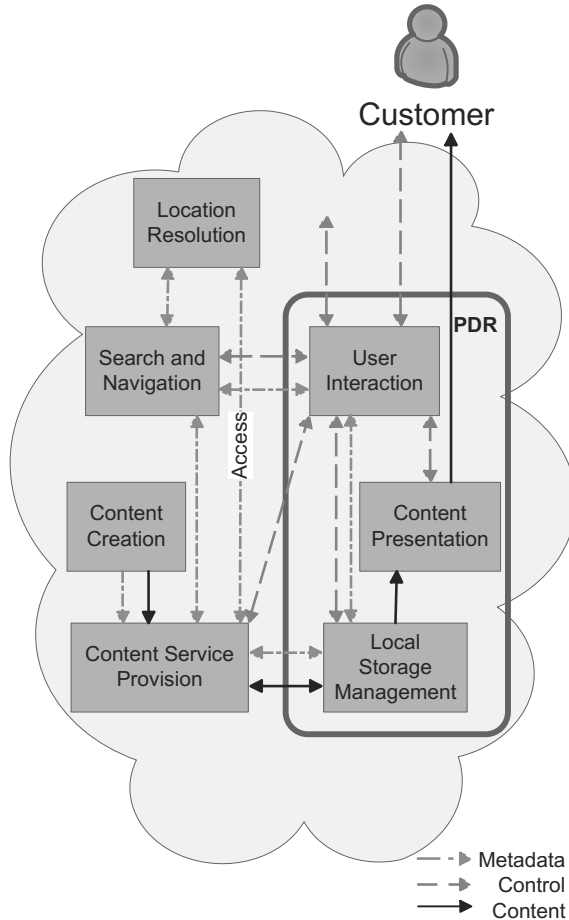 Customer
Location
Resolution
PDR
Search and
Navigation
User
Interaction
Access
Content
Creation
Content
Presentation
Content Service
Provision
Local
Storage
Management
Metadata
Control
Content